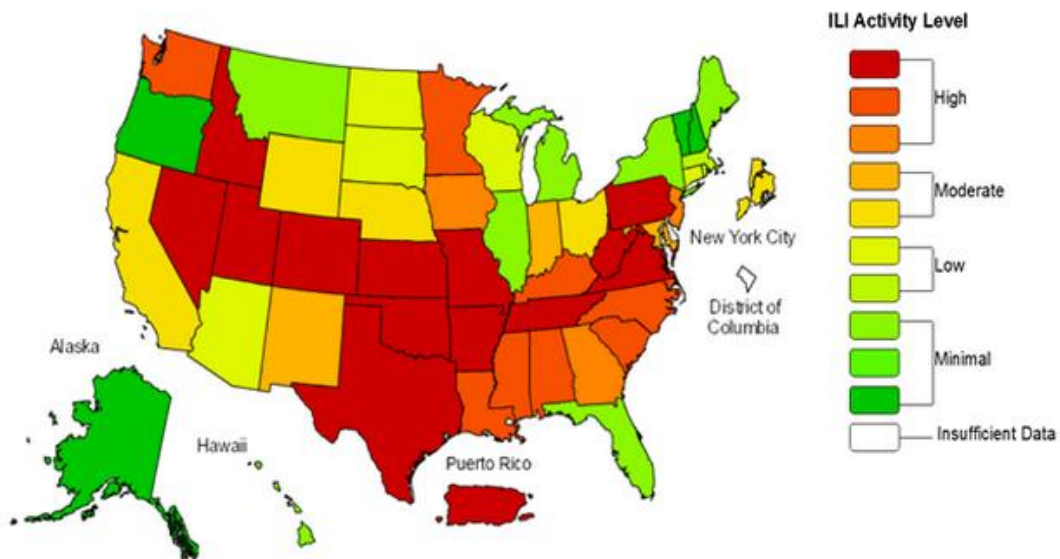 ILI Activity Level
High
Moderate
Low
Minimal
Insufficient Data
New York City
District of
Columbia
Alaska
Hawaii
Puerto Rico